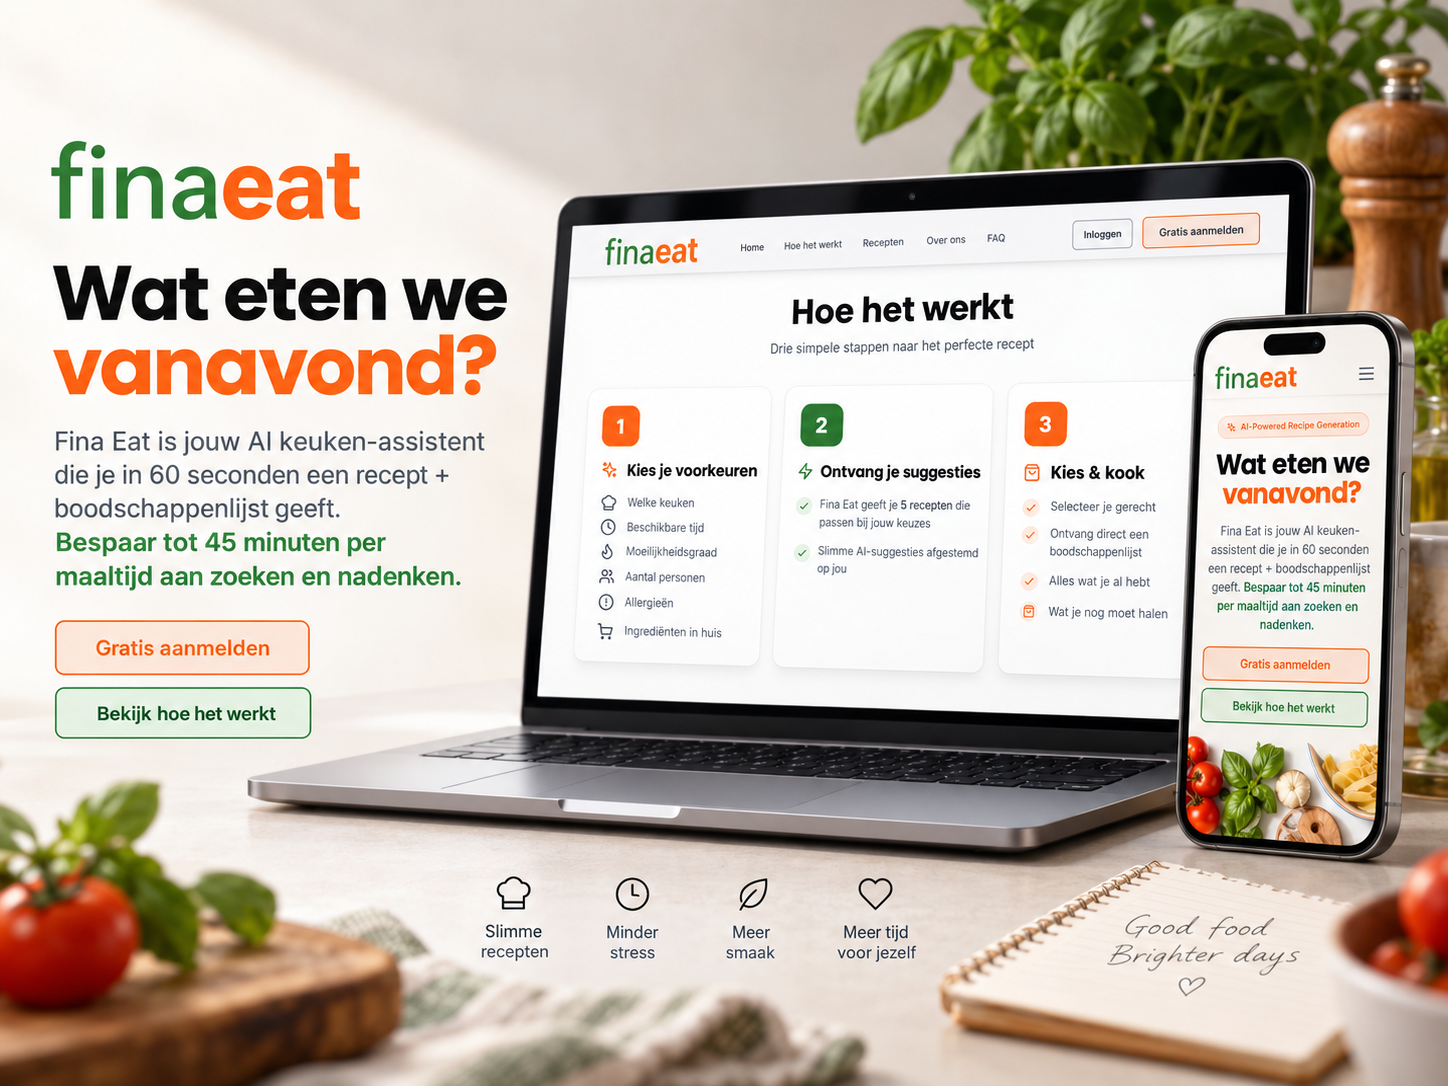 finaeat
Wat eten we
vanavond?
Fina Eat is jouw AI keuken-assistent
die je in 60 seconden een recept +
boodschappenlijst geeft.
Bespaar tot 45 minuten per
maaltijd aan zoeken en nadenken.
Gratis aanmelden
Bekijk hoe het werkt
finaeat
Home
Hoe het werkt
Recepten
Over ons
FAQ
Inloggen
Gratis aanmelden
Hoe het werkt
Drie simpele stappen naar het perfecte recept
1
Kies je voorkeuren
Welke keuken
Beschikbare tijd
Moeilijkheidsgraad
Aantal personen
Allergieën
Ingrediënten in huis
2
Ontvang je suggesties
Fina Eat geeft je 5 recepten die
passen bij jouw keuzes
Slimme AI-suggesties afgestemd
op jou
3
Kies & kook
Selecteer je gerecht
Ontvang direct een
boodschappenlijst
Alles wat je al hebt
Wat je nog moet halen
finaeat
AI-Powered Recipe Generation
Wat eten we
vanavond?
Fina Eat is jouw AI keuken-
assistent die je in 60 seconden
een recept + boodschappenlijst
geeft. Bespaar tot 45 minuten
per maaltijd aan zoeken en
nadenken.
Gratis aanmelden
Bekijk hoe het werkt
Slimme
recepten
Minder
stress
Meer
smaak
Meer tijd
voor jezelf
Good food
Brighter days